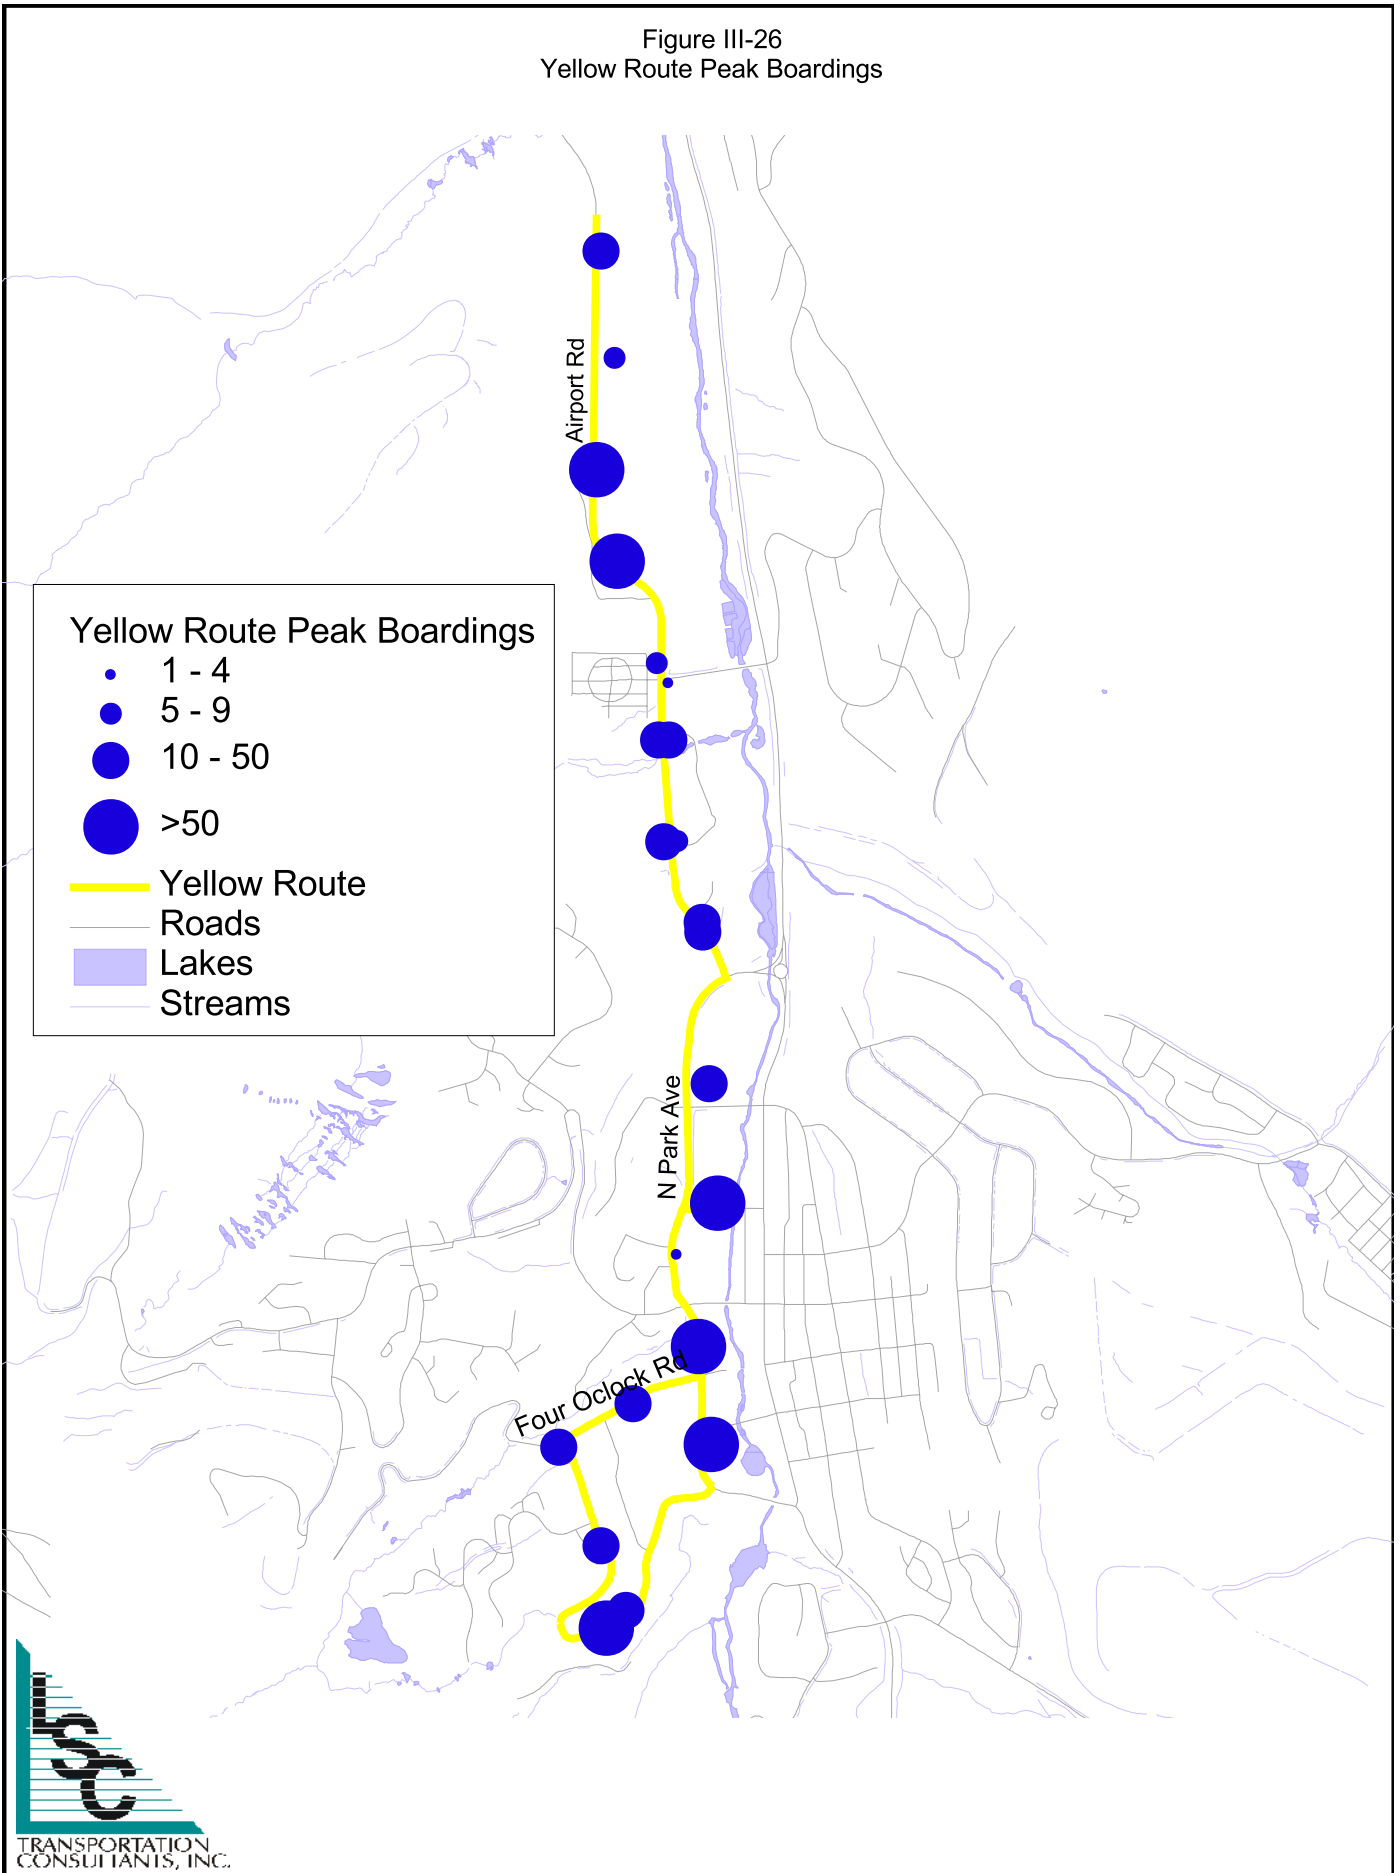 Figure III-26
Yellow Route Peak Boardings
Airport Rd
Yellow Route Peak Boardings
1 - 4
5 - 9
10 - 50
>50
Yellow Route
Roads
Lakes
Streams
N Park Ave
Four Oclock Rd
LSC
TRANSPORTATION
CONSULTANTS, INC.